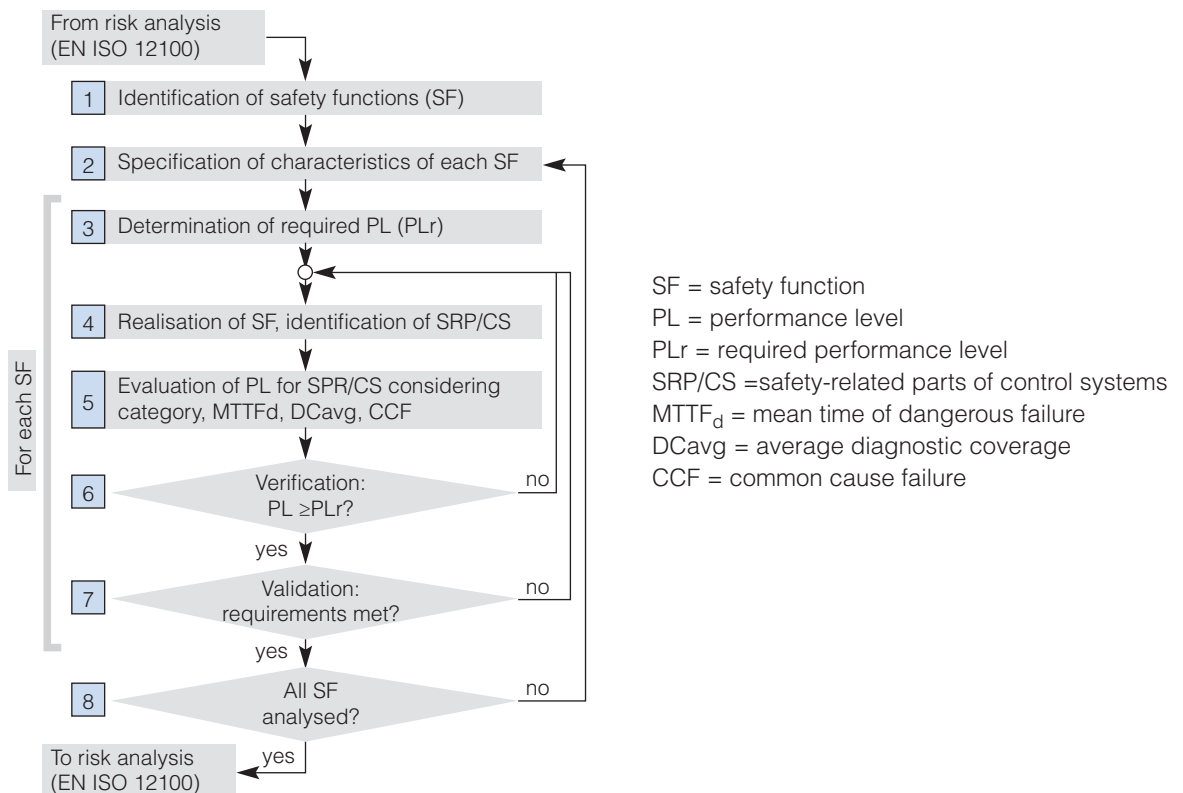 From risk analysis
(EN ISO 12100)
1 Identification of safety functions (SF)
2 Specification of characteristics of each SF
3 Determination of required PL (PLr)
4 Realisation of SF, identification of SRP/CS
5 Evaluation of PL for SPR/CS considering
category, MTTFd, DCavg, CCF
6 Verification:
PL ≥PLr?
no
yes
7 Validation:
requirements met?
no
yes
8 All SF
analysed?
no
yes
To risk analysis
(EN ISO 12100)
For each SF
SF = safety function
PL = performance level
PLr = required performance level
SRP/CS =safety-related parts of control systems
MTTFd = mean time of dangerous failure
DCavg = average diagnostic coverage
CCF = common cause failure